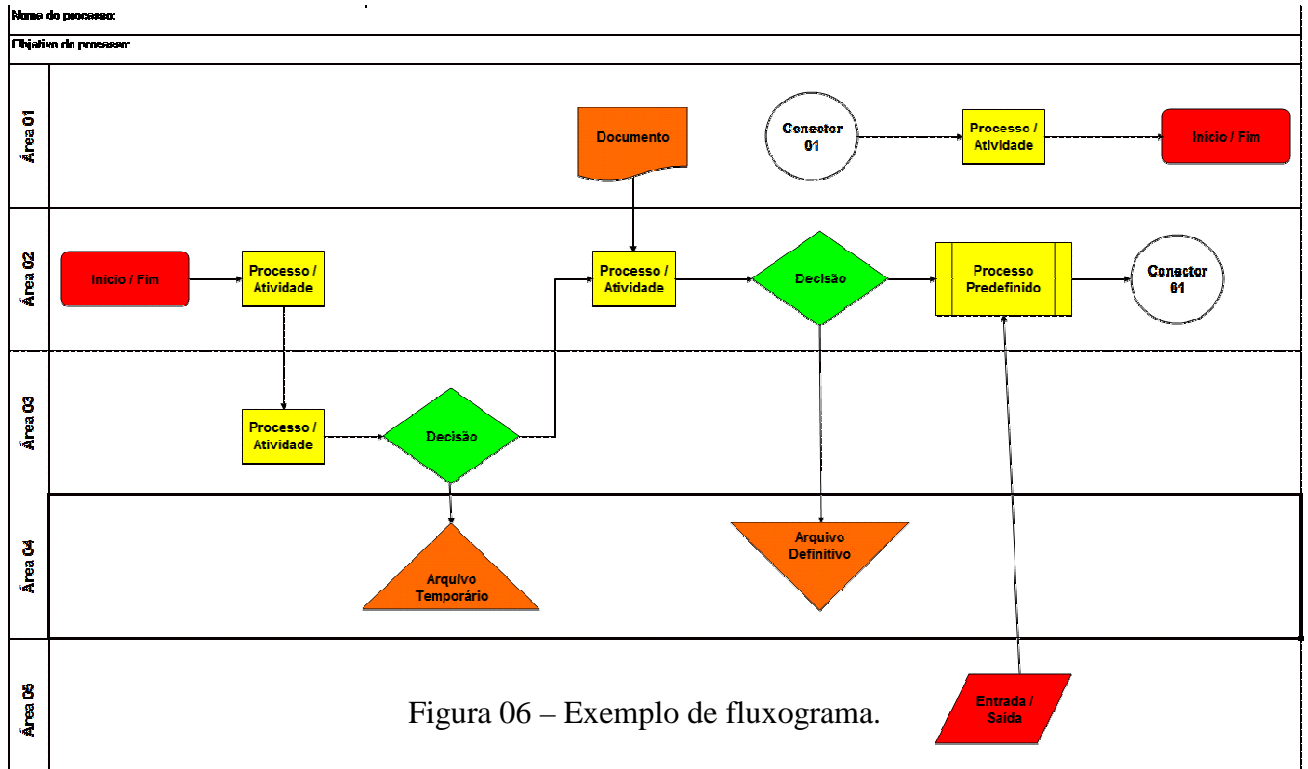 Nome do processo:
Objetivo do processo:
Área 01
Documento
Conector
01
Processo /
Atividade
Início / Fim
Área 02
Início / Fim
Processo /
Atividade
Processo /
Atividade
Decisão
Processo
Predefinido
Conector
01
Área 03
Processo /
Atividade
Decisão
Área 04
Arquivo
Temporário
Arquivo
Definitivo
Área 05
Entrada /
Saída
Figura 06 – Exemplo de fluxograma.